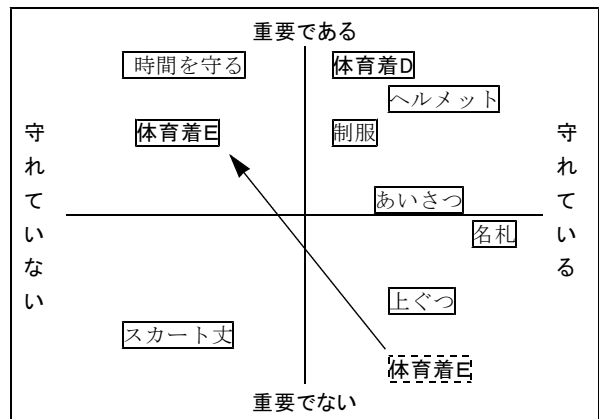 重要である
時間を守る
体育着D
ヘルメット
体育着E
制服
守れていない
守れている
あいさつ
名札
上ぐつ
スカート丈
体育着E
重要でない